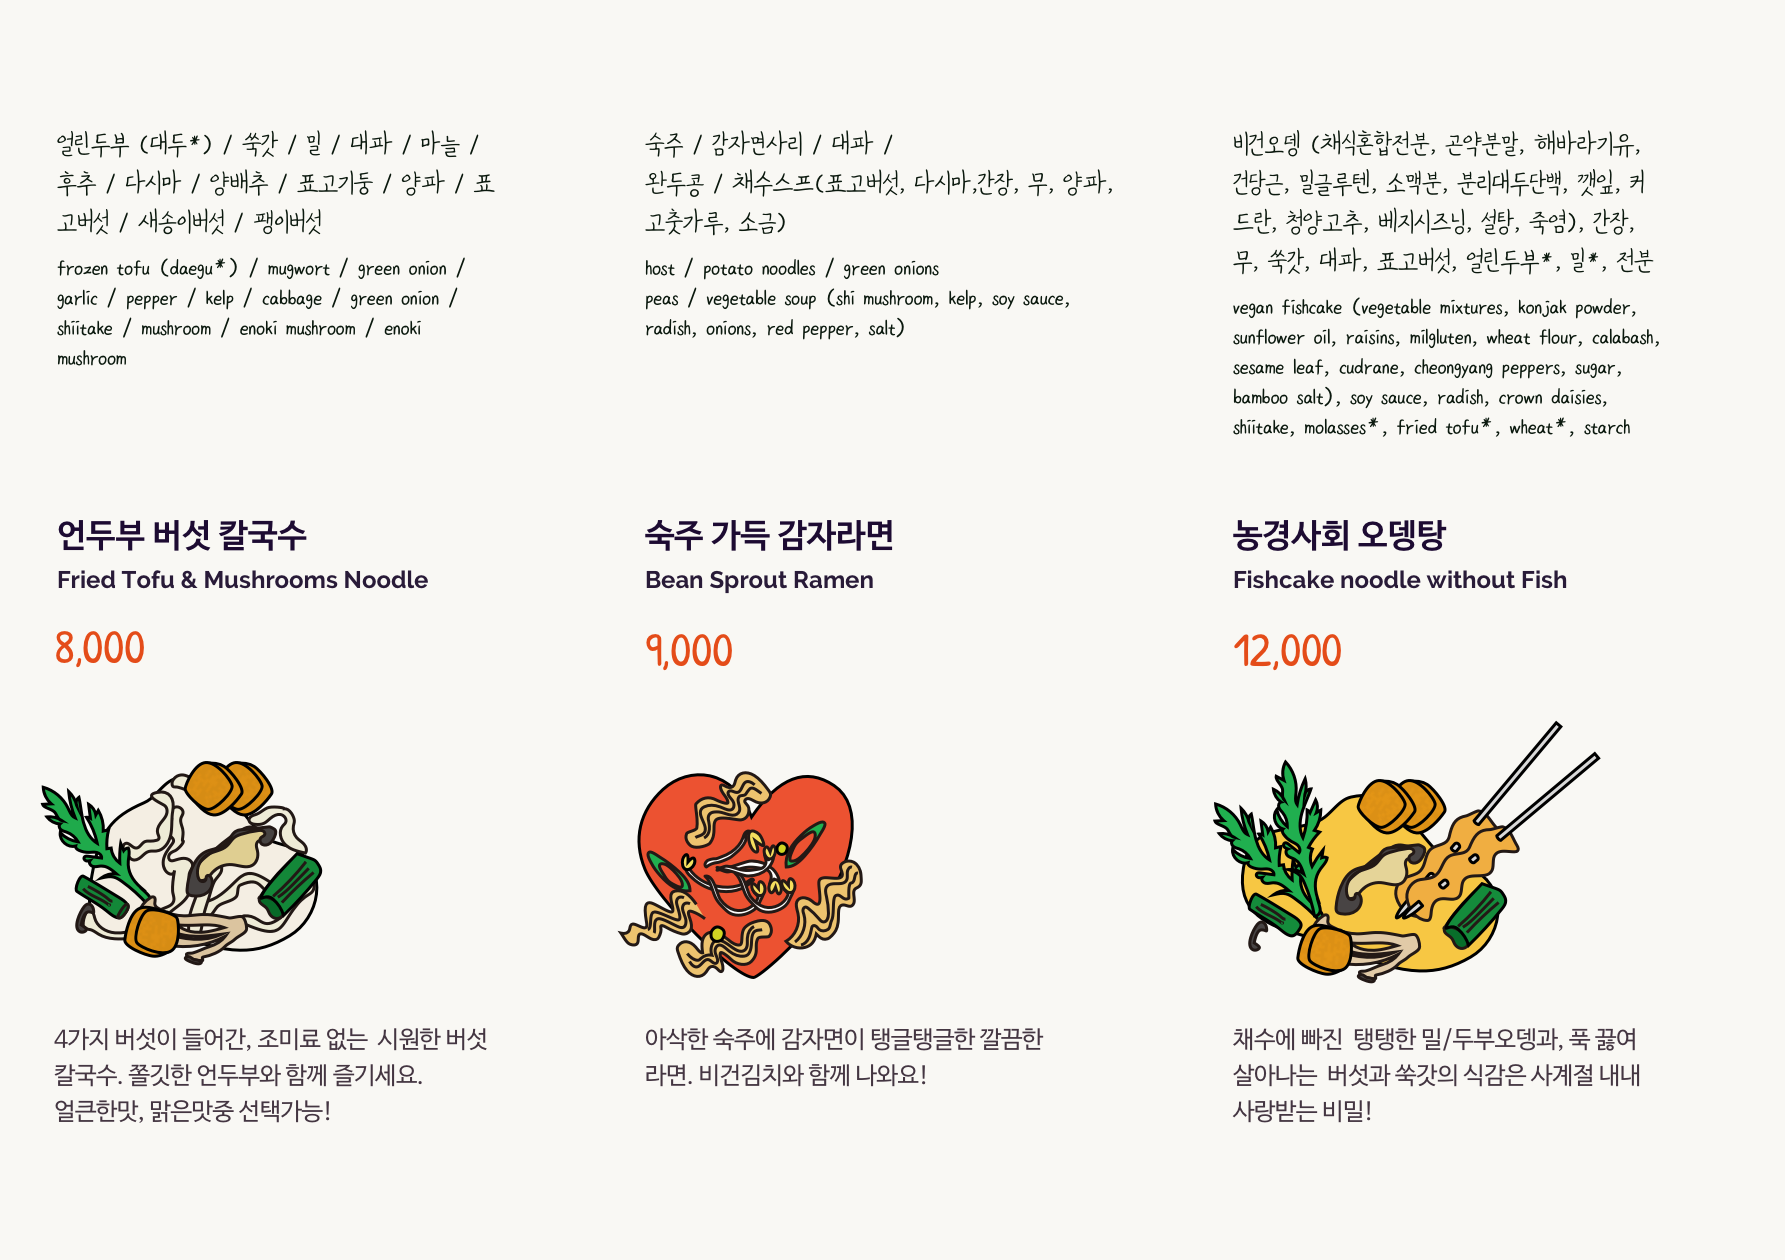 얼린두부 (대두*) / 쑥갓 / 밀 / 대파 / 마늘 /
후추 / 다시마 / 양배추 / 표고기둥 / 양파 / 표
고버섯 / 새송이버섯 / 팽이버섯
frozen tofu (daegu*) / mugwort / green onion /
garlic / pepper / kelp / cabbage / green onion /
shiitake / mushroom / enoki mushroom / enoki
mushroom
언두부 버섯 칼국수
Fried Tofu & Mushrooms Noodle
8,000
4가지 버섯이 들어간, 조미료 없는 시원한 버섯
칼국수. 쫄깃한 언두부와 함께 즐기세요.
얼큰한맛, 맑은맛중 선택가능!
숙주 / 감자면사리 / 대파 /
완두콩 / 채수스프(표고버섯, 다시마,간장, 무, 양파,
고춧가루, 소금)
host / potato noodles / green onions
peas / vegetable soup (shi mushroom, kelp, soy sauce,
radish, onions, red pepper, salt)
숙주 가득 감자라면
Bean Sprout Ramen
9,000
아삭한 숙주에 감자면이 탱글탱글한 깔끔한
라면. 비건김치와 함께 나와요!
비건오뎅 (채식혼합전분, 곤약분말, 해바라기유,
건당근, 밀글루텐, 소맥분, 분리대두단백, 깻잎, 커
드란, 청양고추, 베지시즈닝, 설탕, 죽염), 간장,
무, 쑥갓, 대파, 표고버섯, 얼린두부*, 밀*, 전분
vegan fishcake (vegetable mixtures, konjak powder,
sunflower oil, raisins, milgluten, wheat flour, calabash,
sesame leaf, cudrane, cheongyang peppers, sugar,
bamboo salt), soy sauce, radish, crown daisies,
shiitake, molasses*, fried tofu*, wheat*, starch
농경사회 오뎅탕
Fishcake noodle without Fish
12,000
채수에 빠진 탱탱한 밀/두부오뎅과, 푹 끓여
살아나는 버섯과 쑥갓의 식감은 사계절 내내
사랑받는 비밀!